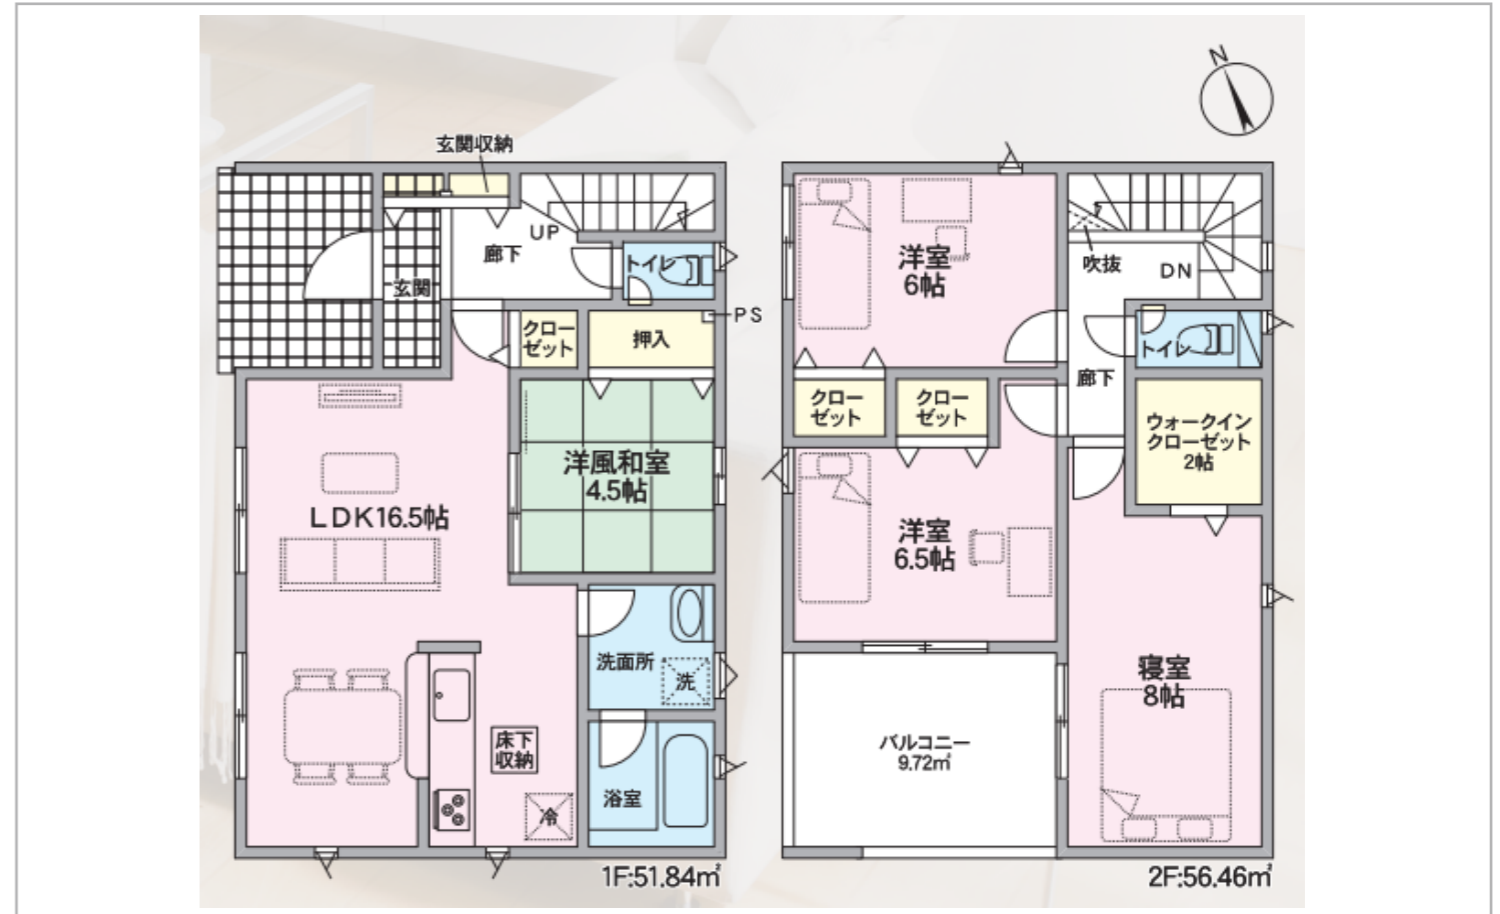 N
玄関収納
UP
廊下
トイレ
玄関
PS
クロー
ゼット
押入
洋風和室
4.5帖
LDK16.5帖
洗面所
洗
床下
収納
浴室
冷
1F:51.84㎡
洋室
6帖
吹抜
DN
トイレ
廊下
クロー
ゼット
クロー
ゼット
ウォークイン
クローゼット
2帖
洋室
6.5帖
寝室
8帖
バルコニー
9.72㎡
2F:56.46㎡